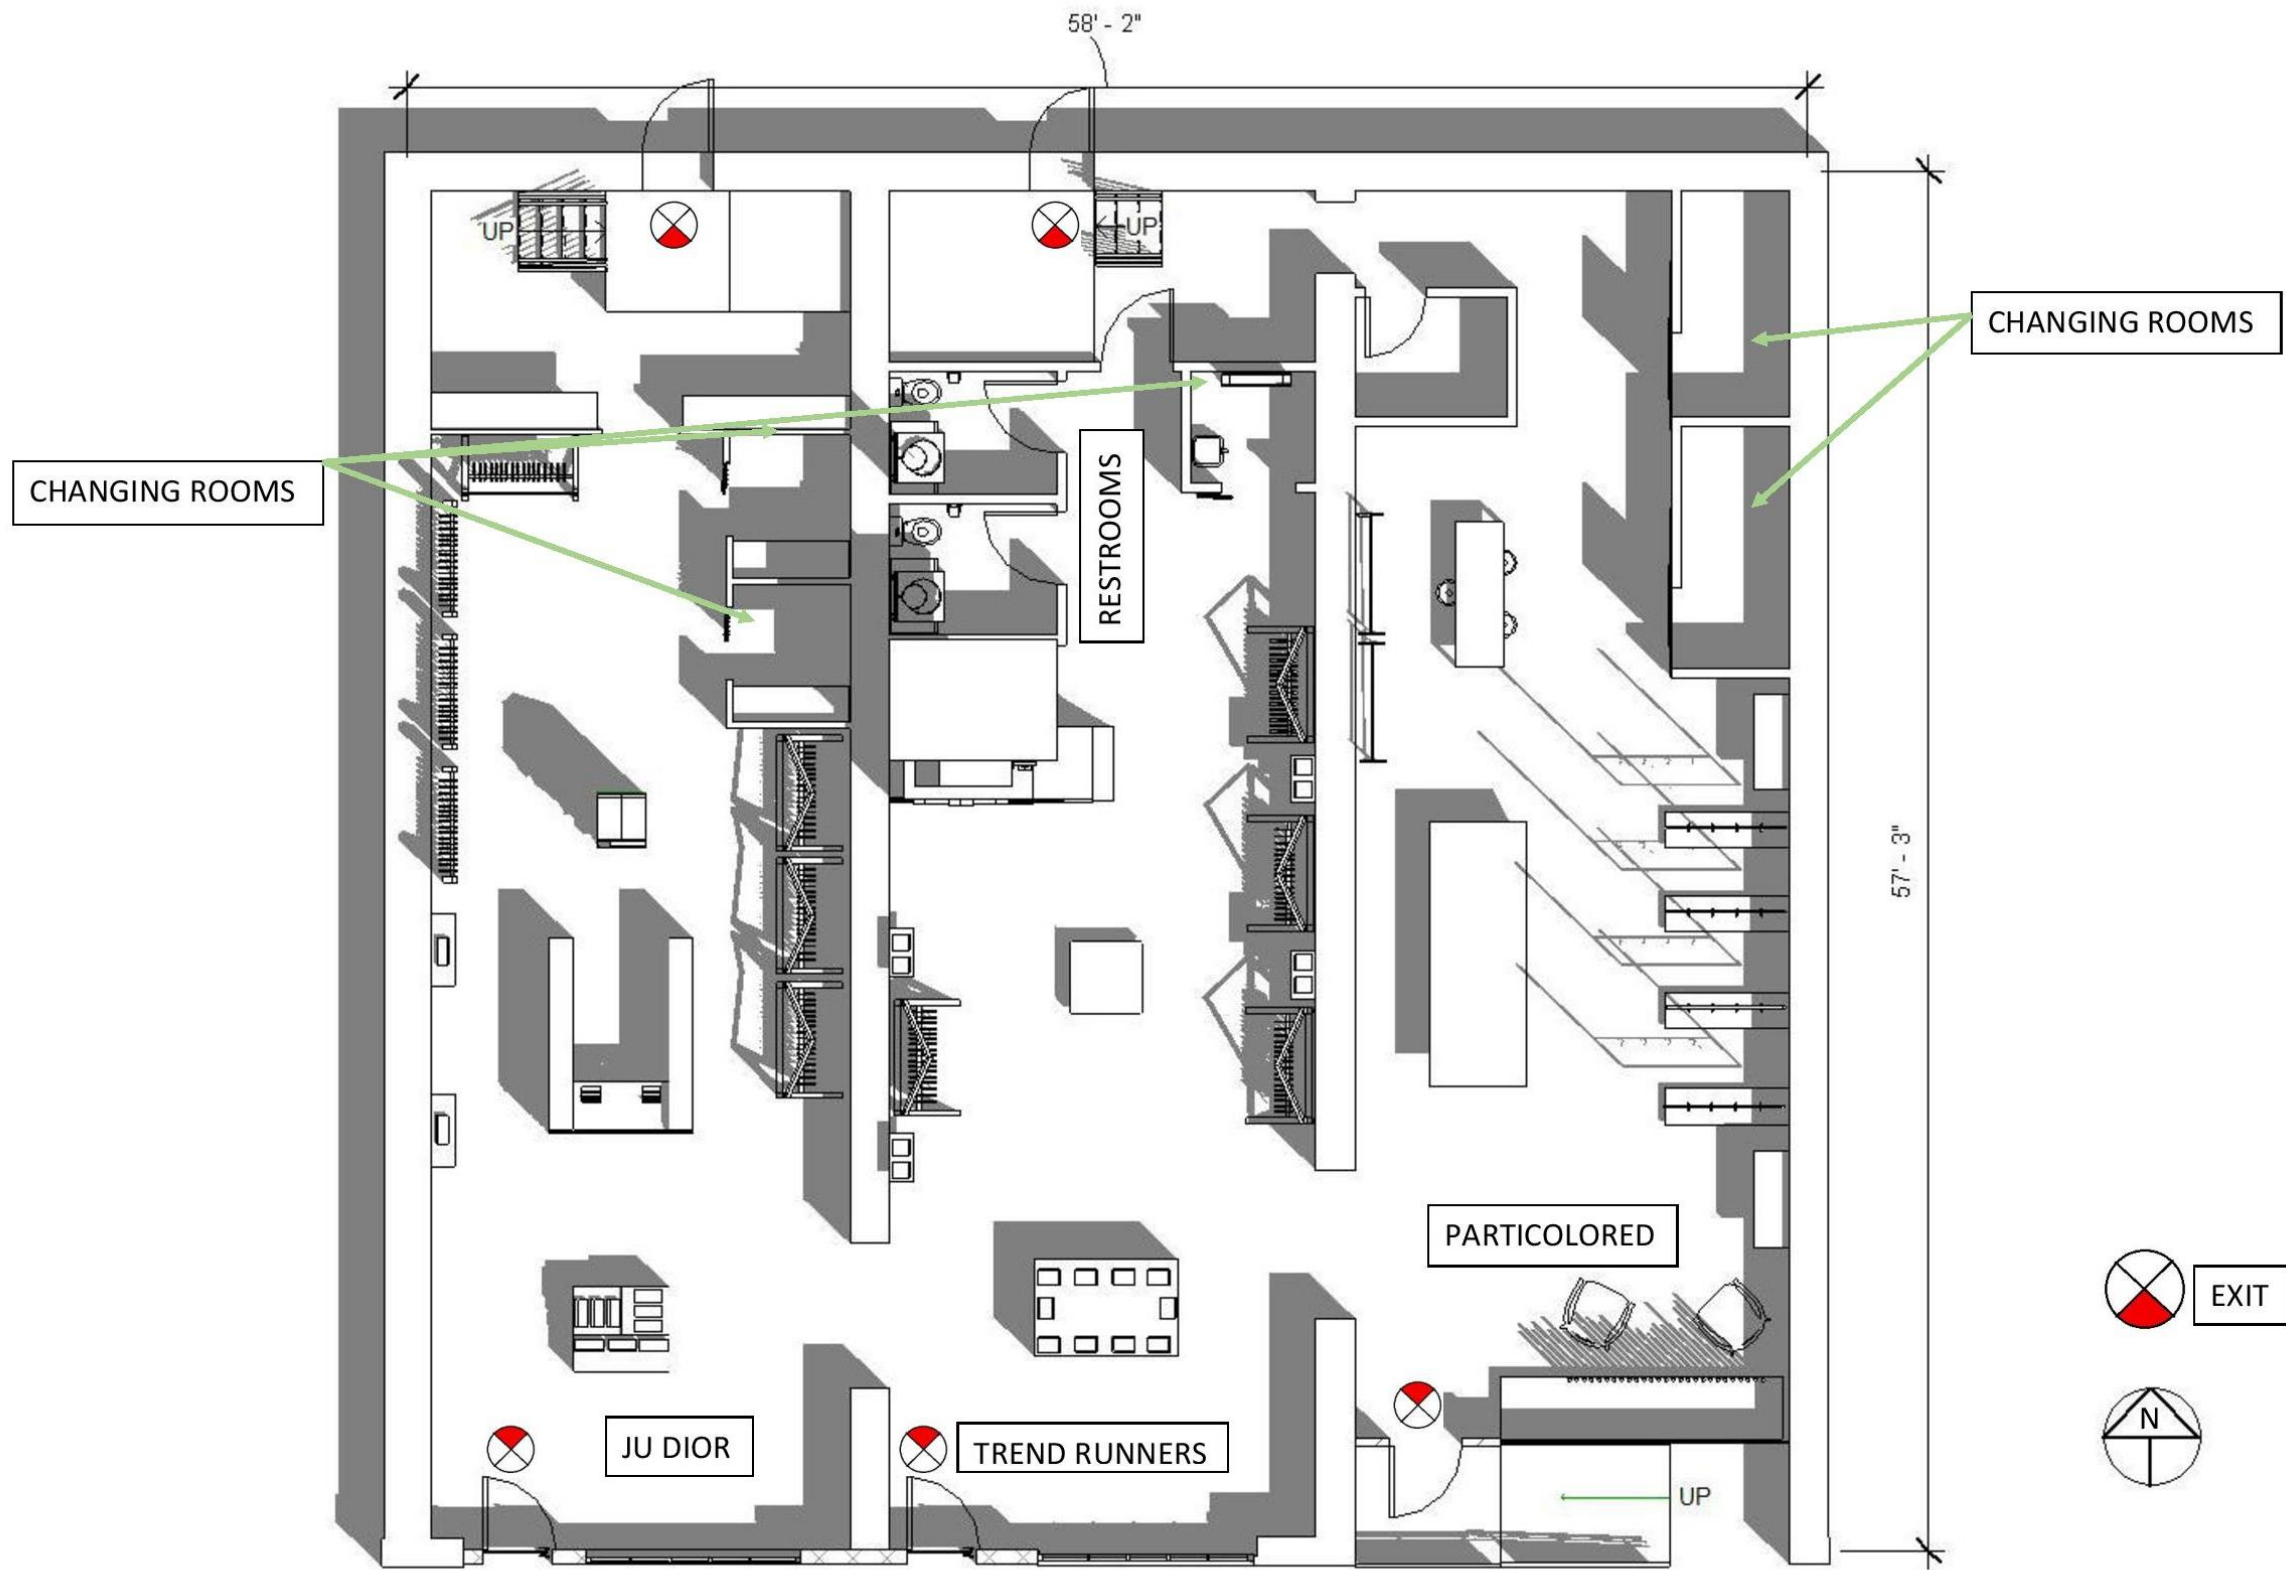 58' - 2"
UP
UP
CHANGING ROOMS
CHANGING ROOMS
RESTROOMS
57' - 3"
PARTICOLORED
EXIT
JU DIOR
TREND RUNNERS
N
UP